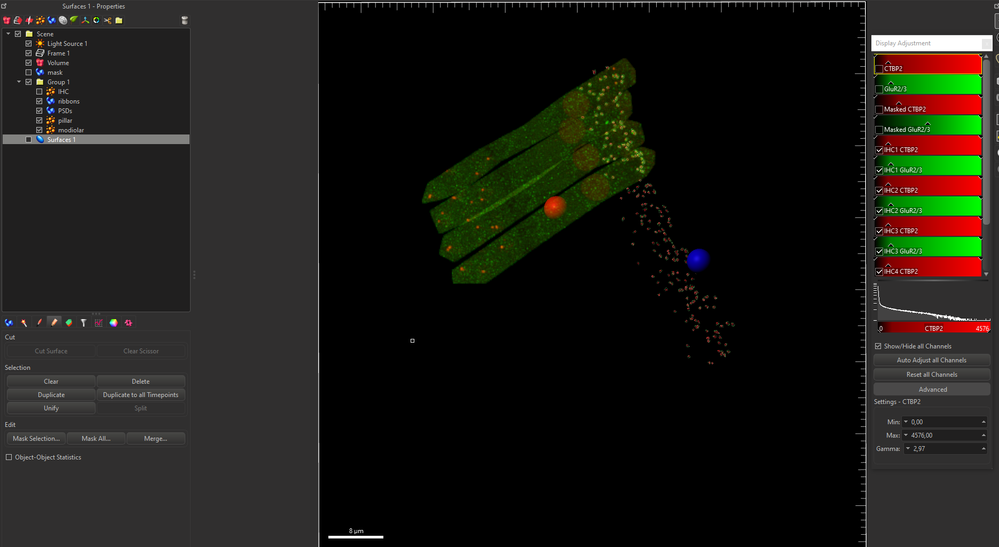 Surfaces 1 - Properties
Scene
Light Source 1
Frame 1
Volume
mask
Group 1
IHC
ribbons
PSDs
pillar
modiolar
Surfaces 1
Cut
Cut Surface
Clear Scissor
Selection
Clear
Delete
Duplicate
Duplicate to all Timepoints
Unify
Split
Edit
Mask Selection...
Mask All...
Merge...
Object-Object Statistics
8 µm
Display Adjustment
CTBP2
GluR2/3
Masked CTBP2
Masked GluR2/3
IHC1 CTBP2
IHC1 GluR2/3
IHC2 CTBP2
IHC2 GluR2/3
IHC3 CTBP2
IHC3 GluR2/3
IHC4 CTBP2
0 CTBP2 4576
Show/Hide all Channels
Auto Adjust all Channels
Reset all Channels
Advanced
Settings - CTBP2
Min: 0,00
Max: 4576,00
Gamma: 2,97